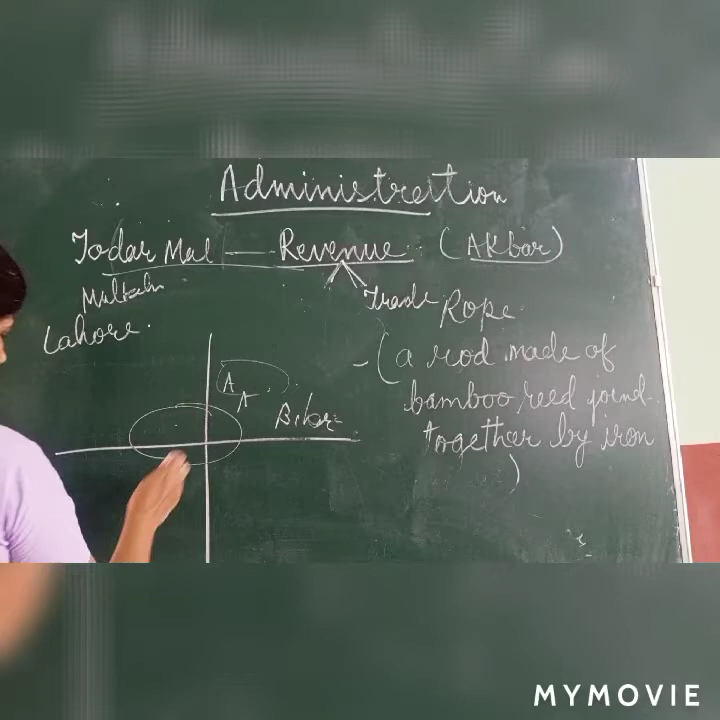 Administration
Todar Mal — Revenue (Akbar)
Multan
Trade Rope
Lahore.
- (a rod made of
bamboo reed joined
together by iron
)
A
A
Bihar
MYMOVIE